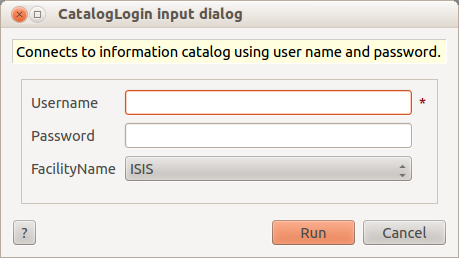 CatalogLogin input dialog
Connects to information catalog using user name and password.
Username *
Password
FacilityName ISIS
? Run Cancel